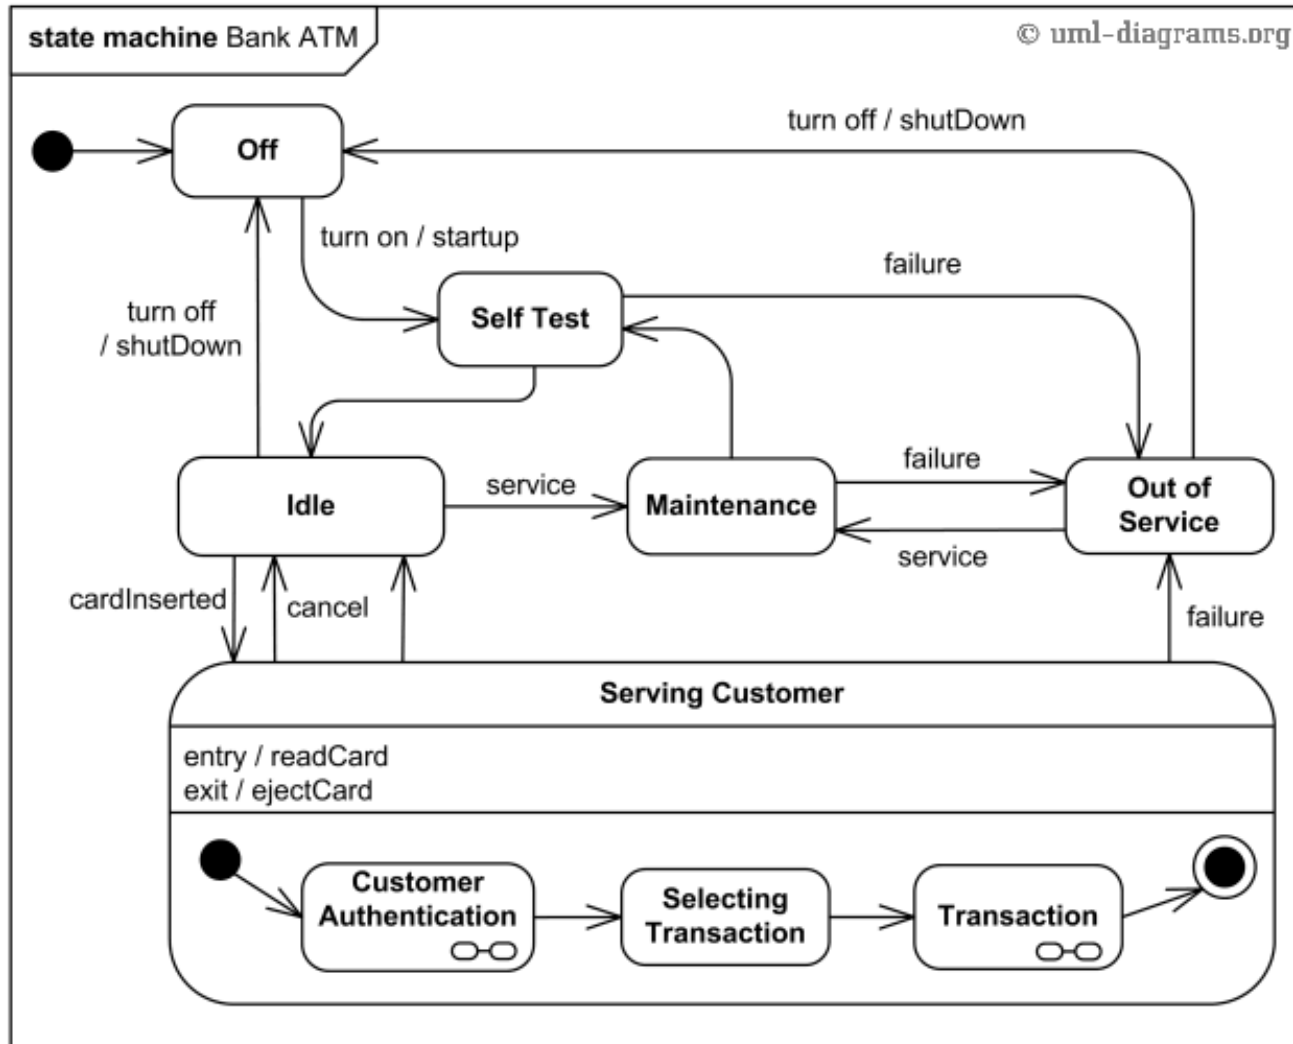 state machine Bank ATM
© uml-diagrams.org
turn off / shutDown
Off
turn on / startup
failure
turn off
/ shutDown
Self Test
Idle
service
Maintenance
failure
service
Out of
Service
cardInserted
cancel
failure
Serving Customer
entry / readCard
exit / ejectCard
Customer
Authentication
Selecting
Transaction
Transaction